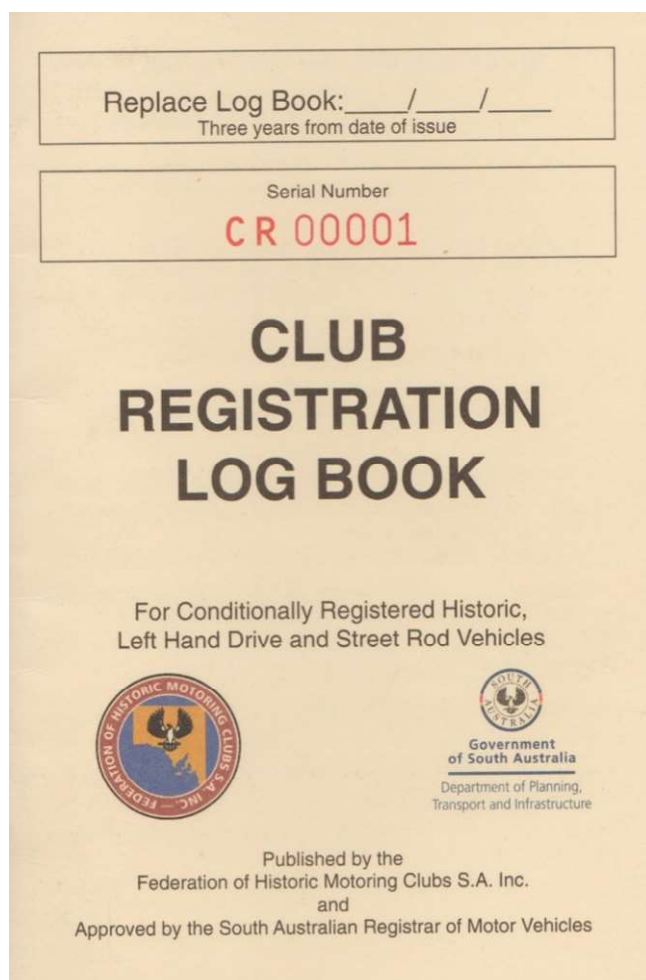 Replace Log Book:____/____/____
Three years from date of issue
Serial Number
CR 00001
CLUB
REGISTRATION
LOG BOOK
For Conditionally Registered Historic,
Left Hand Drive and Street Rod Vehicles
FEDERATION OF HISTORIC MOTORING CLUBS S.A. INC. —
SOUTH
AUSTRALIA
Government
of South Australia
Department of Planning,
Transport and Infrastructure
Published by the
Federation of Historic Motoring Clubs S.A. Inc.
and
Approved by the South Australian Registrar of Motor Vehicles